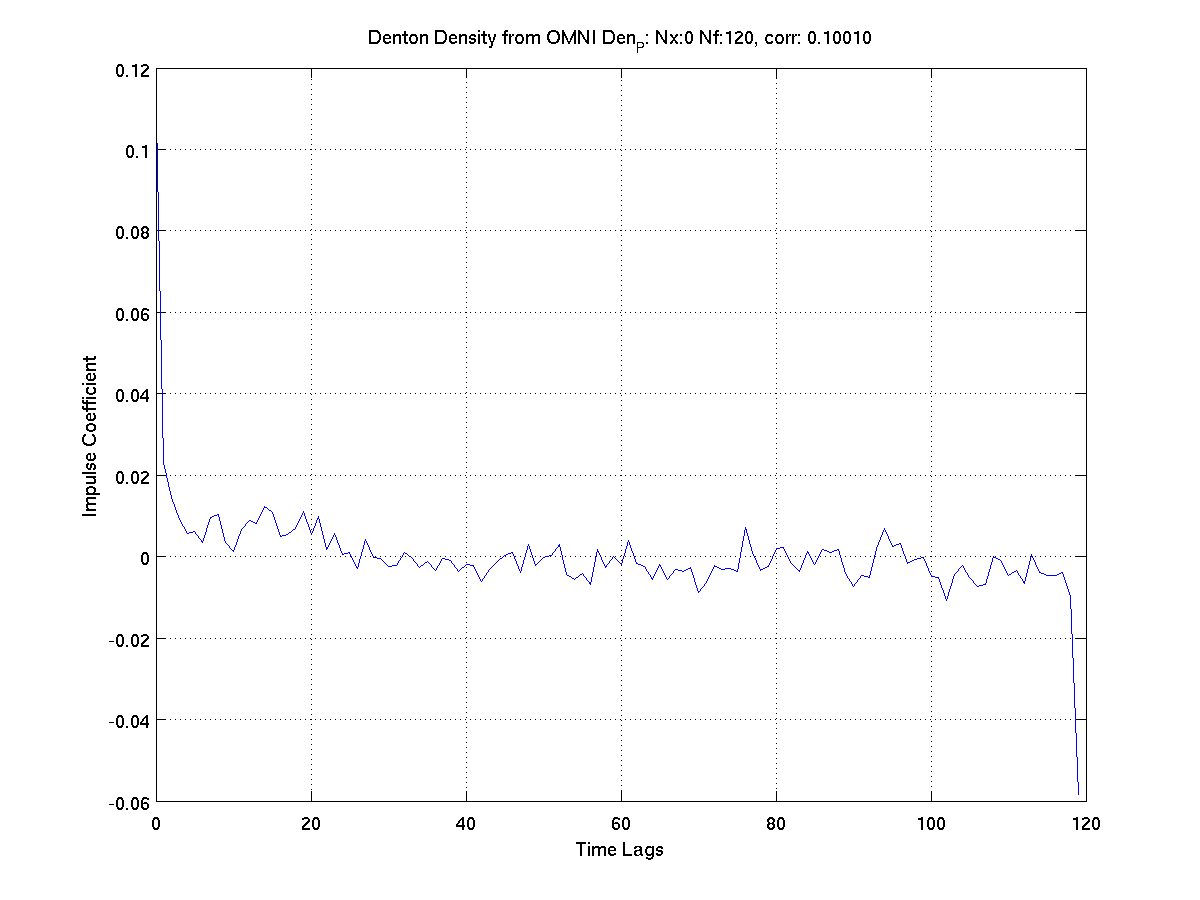 Denton Density from OMNI Den_P: Nx:0 Nf:120, corr: 0.10010
0.12
0.1
0.08
0.06
0.04
0.02
0
-0.02
-0.04
-0.06
Impulse Coefficient
0 20 40 60 80 100 120
Time Lags